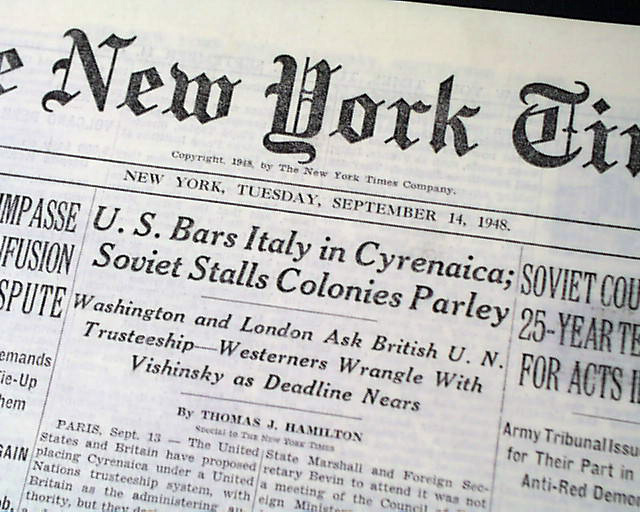 e New York Tim
Copyright, 1948, by The New York Times Company.
NEW YORK, TUESDAY, SEPTEMBER 14, 1948.
IMPASSE
NFUSION
SPUTE
emands
ie-Up
hem
GAIN
ob,
U. S. Bars Italy in Cyrenaica;
Soviet Stalls Colonies Parley
Washington and London Ask British U. N.
Trusteeship—Westerners Wrangle With
Vishinsky as Deadline Nears
By THOMAS J. HAMILTON
Special to THE NEW YORK TIMES
PARIS, Sept. 13 — The United
States and Britain have proposed
placing Cyrenaica under a United
Nations trusteeship system, with
Britain as the administering au-
thority, but they
State Marshall and Foreign Sec-
retary Bevin to attend it was not
a meeting of the Council of
eign Ministers
SOVIET COU
25-YEAR TE
FOR ACTS I
Army Tribunal Issu
for Their Part in
Anti-Red Demo